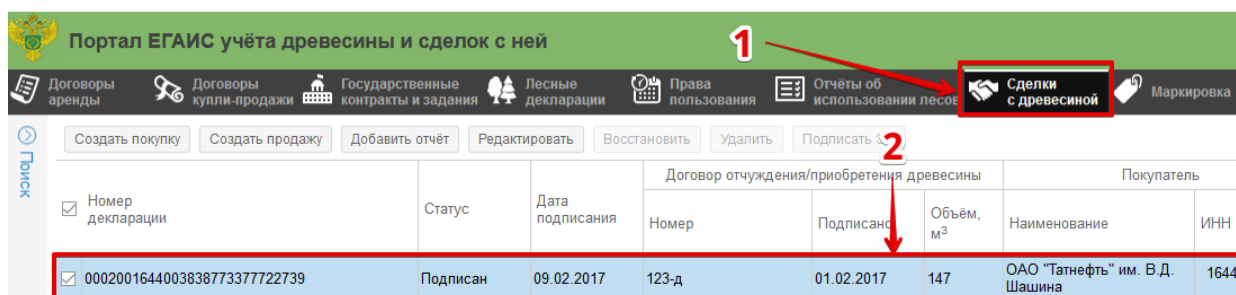 Портал ЕГАИС учёта древесины и сделок с ней
1
Договоры аренды
Договоры купли-продажи
Государственные контракты и задания
Лесные декларации
Права пользования
Отчёты об использовании лесов
Сделки с древесиной
Маркировка
Поиск
Создать покупку
Создать продажу
Добавить отчёт
Редактировать
Восстановить
Удалить
Подписать
2
Договор отчуждения/приобретения древесины
Покупатель
Номер декларации
Статус
Дата подписания
Номер
Подписано
Объём, м3
Наименование
ИНН
0002001644003838773377722739
Подписан
09.02.2017
123-д
01.02.2017
147
ОАО "Татнефть" им. В.Д. Шашина
1644